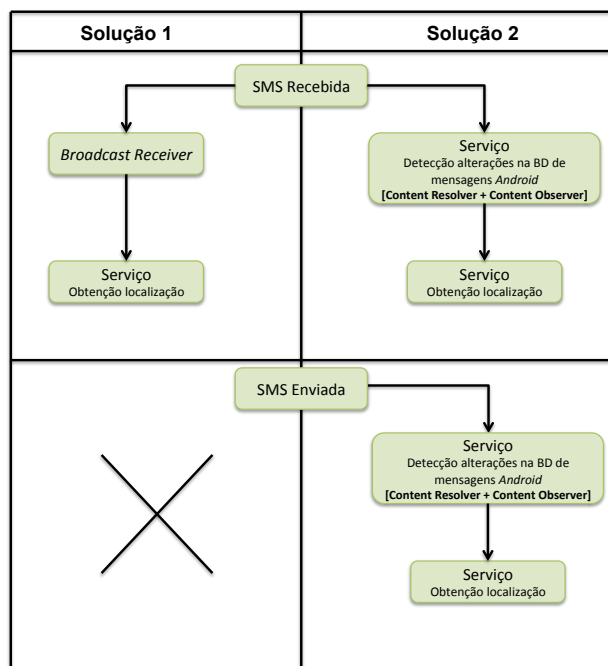 Solução 1
Solução 2
SMS Recebida
Broadcast Receiver
Serviço
Detecção alterações na BD de
mensagens Android
[Content Resolver + Content Observer]
Serviço
Obtenção localização
Serviço
Obtenção localização
SMS Enviada
Serviço
Detecção alterações na BD de
mensagens Android
[Content Resolver + Content Observer]
Serviço
Obtenção localização